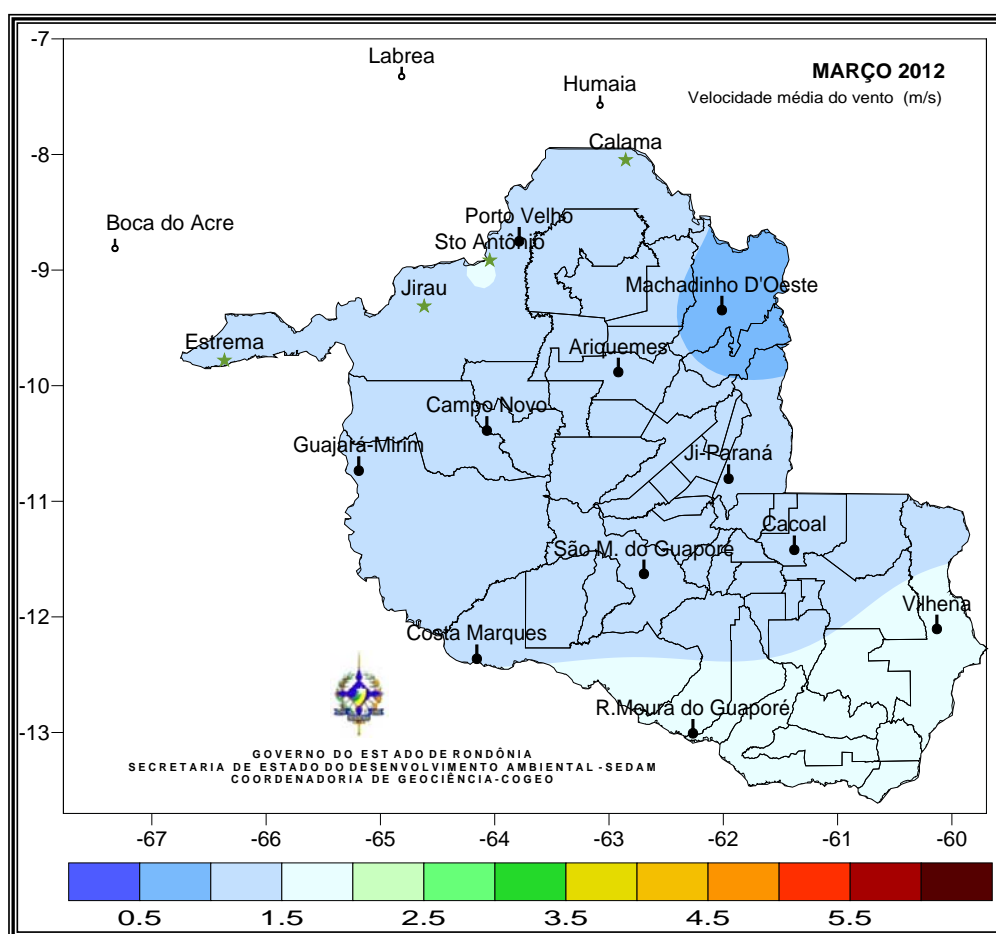 -7
Labrea
MARÇO 2012
Humaia
Velocidade média do vento (m/s)
Calama
-8
Boca do Acre
Porto Velho
Sto Antônio
-9
Machadinho D'Oeste
Jirau
Estrema
Ariquemes
-10
Campo Novo
Guajará-Mirim
Ji-Paraná
-11
Cacoal
São M. do Guaporé
-12
Vilhena
Costa Marques
R.Moura do Guaporé
-13
GOVERNO DO ESTADO DE RONDÔNIA
SECRETARIA DE ESTADO DO DESENVOLVIMENTO AMBIENTAL -SEDAM
COORDENADORIA DE GEOCIÊNCIA-COGEO
-67 -66 -65 -64 -63 -62 -61 -60
0.5 1.5 2.5 3.5 4.5 5.5